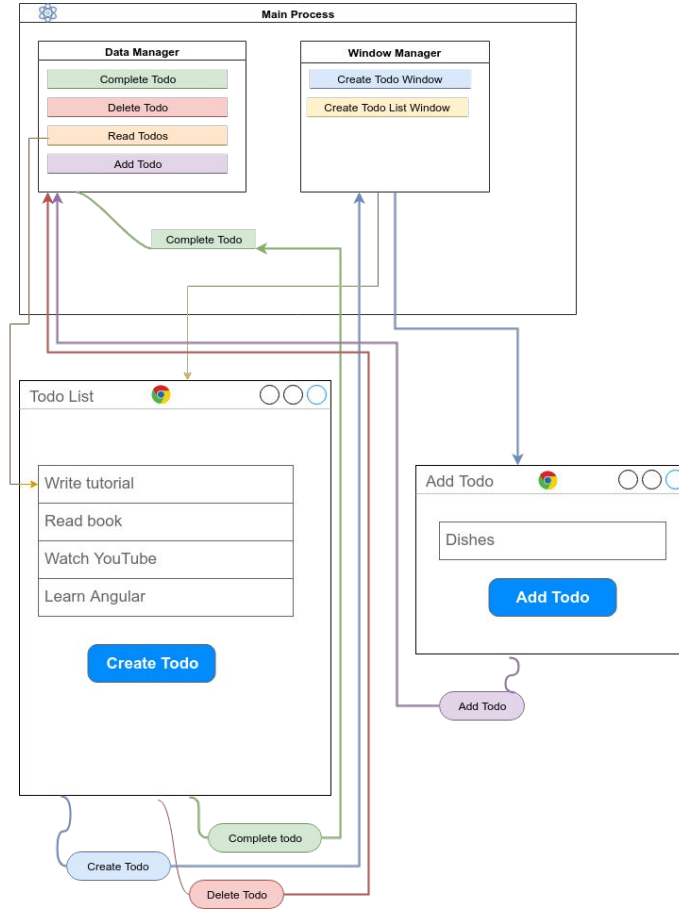 Main Process
Data Manager
Complete Todo
Delete Todo
Read Todos
Add Todo
Window Manager
Create Todo Window
Create Todo List Window
Complete Todo
Todo List
Write tutorial
Read book
Watch YouTube
Learn Angular
Create Todo
Add Todo
Dishes
Add Todo
Add Todo
Complete todo
Create Todo
Delete Todo